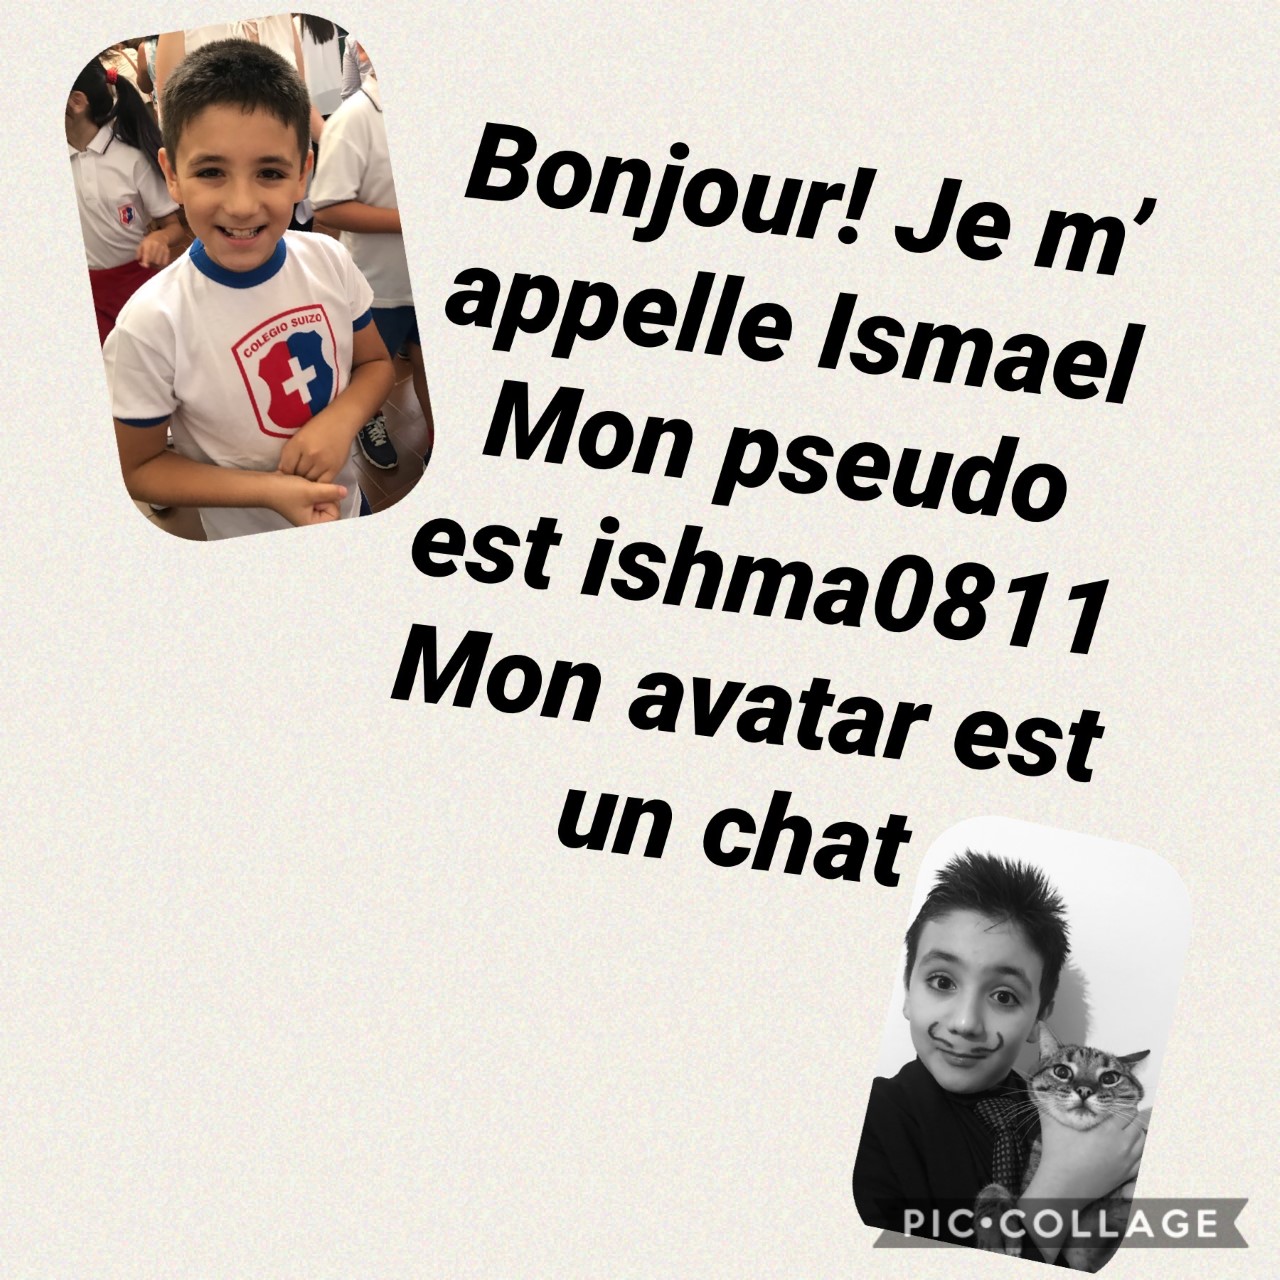 COLEGIO SUIZO
Bonjour! Je m’
appelle Ismael
Mon pseudo
est ishma0811
Mon avatar est
un chat
PIC•COLLAGE